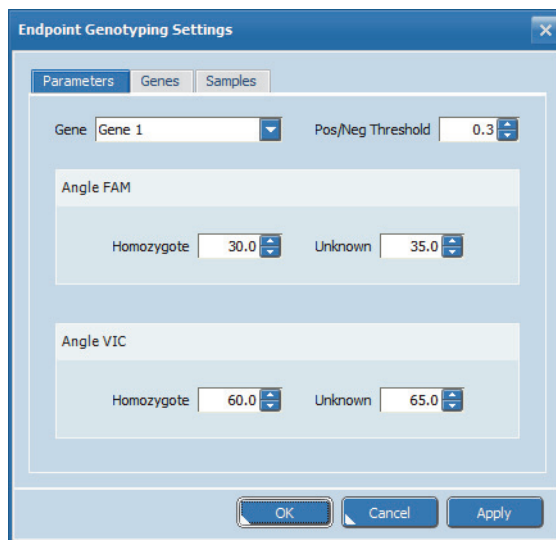 Endpoint Genotyping Settings
Parameters Genes Samples
Gene Gene 1 Pos/Neg Threshold 0.3
Angle FAM
Homozygote 30.0 Unknown 35.0
Angle VIC
Homozygote 60.0 Unknown 65.0
OK Cancel Apply